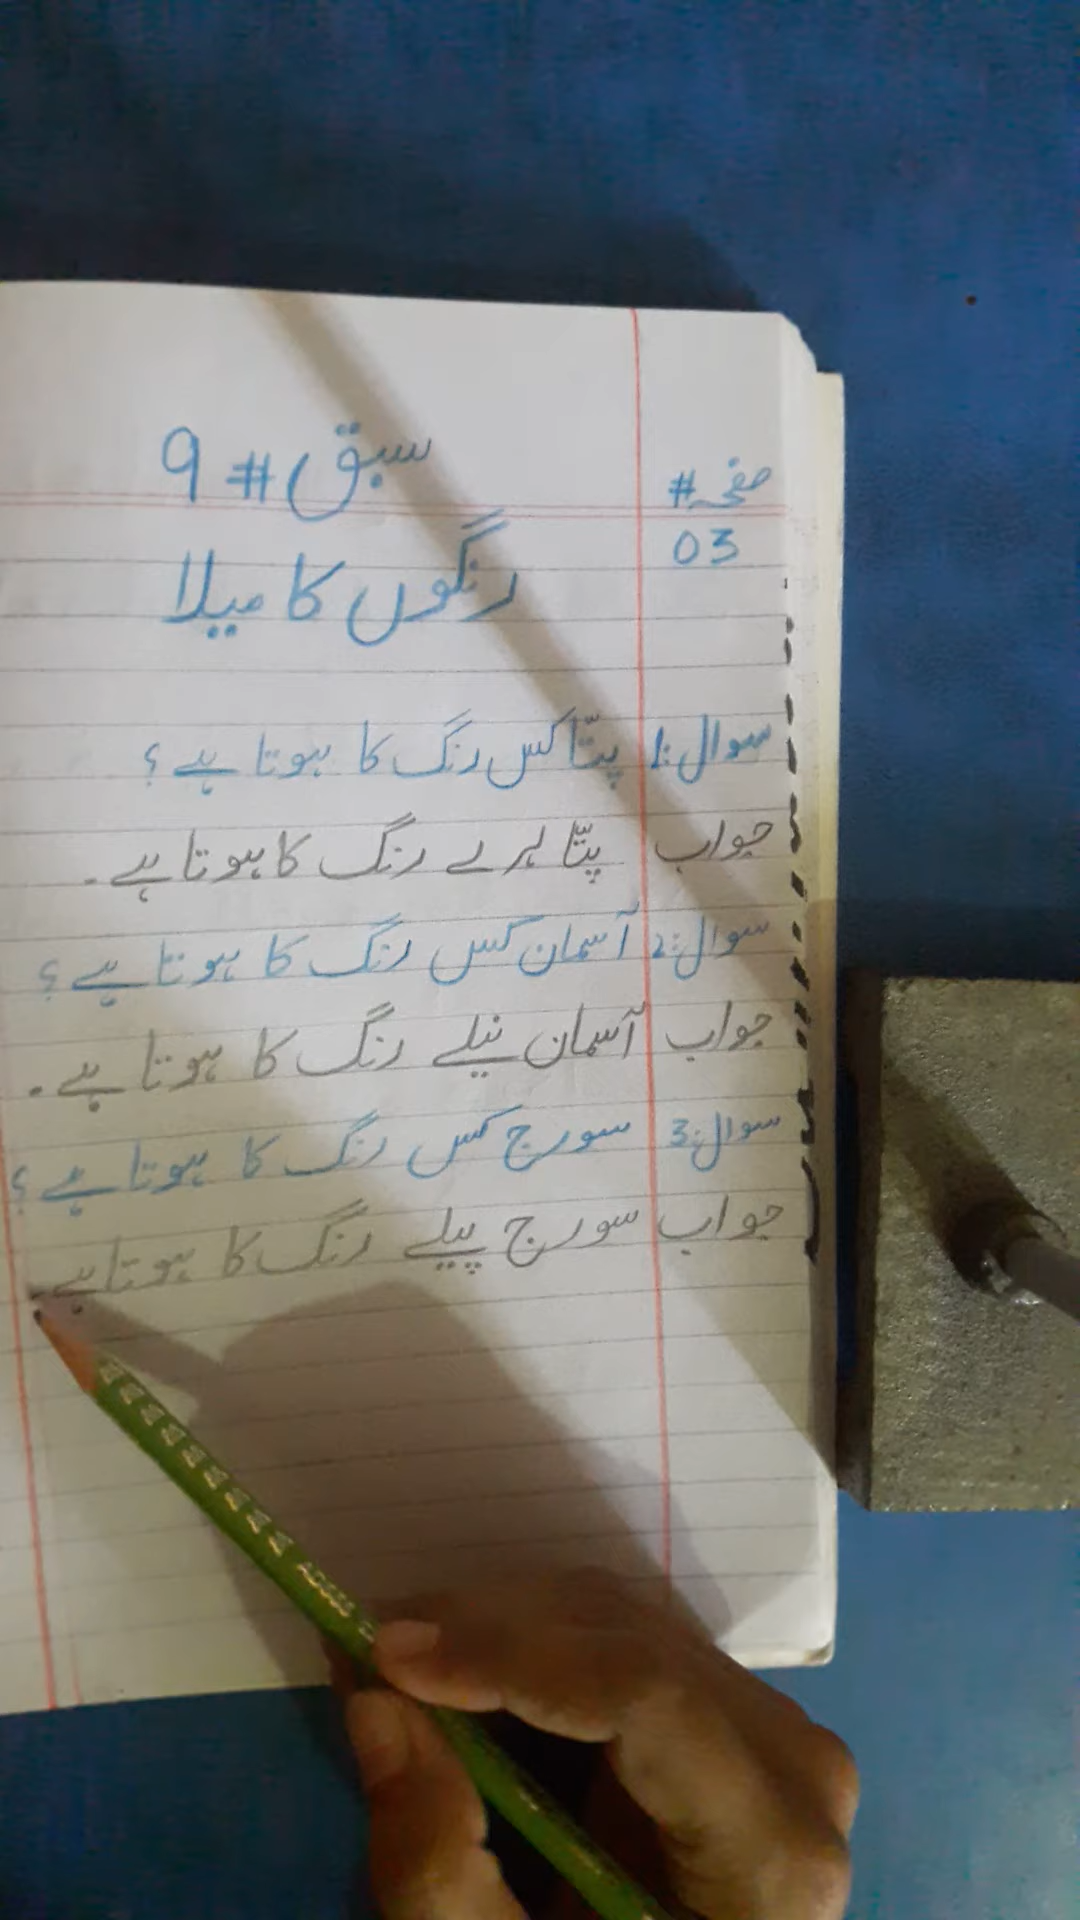 سبق # 9
صفحہ #
03
رنگوں کا میلا
سوال 1: پتّا کس رنگ کا ہوتا ہے ؟
جواب پتّا ہرے رنگ کا ہوتا ہے ۔
سوال 2: آسمان کس رنگ کا ہوتا ہے ؟
جواب آسمان نیلے رنگ کا ہوتا ہے ۔
سوال 3: سورج کس رنگ کا ہوتا ہے ؟
جواب سورج پیلے رنگ کا ہوتا ہے